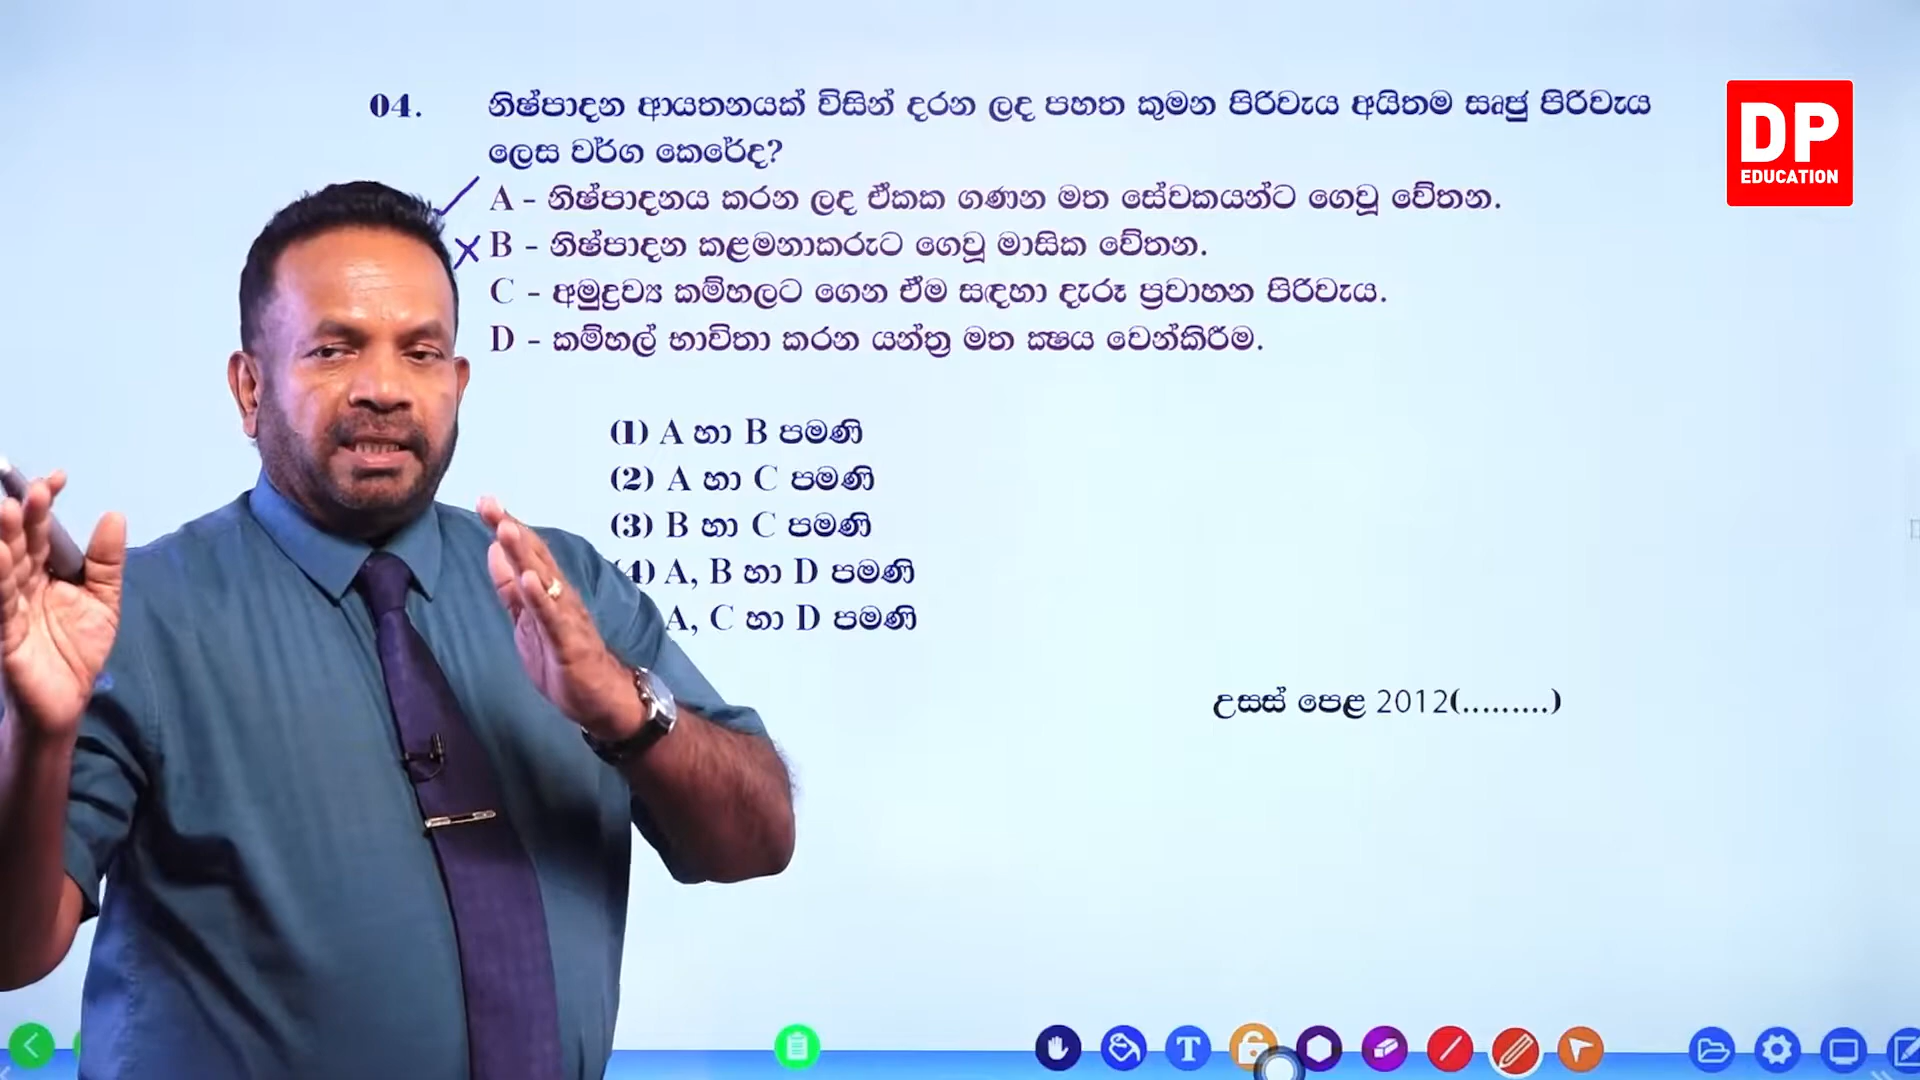 04. නිෂ්පාදන ආයතනයක් විසින් දරන ලද පහත කුමන පිරිවැය අයිතම සෘජු පිරිවැය
ලෙස වර්ග කෙරේද?
A - නිෂ්පාදනය කරන ලද ඒකක ගණන මත සේවකයන්ට ගෙවූ වේතන.
B - නිෂ්පාදන කළමනාකරුට ගෙවූ මාසික වේතන.
C - අමුද්‍රව්‍ය කම්හලට ගෙන ඒම සඳහා දැරූ ප්‍රවාහන පිරිවැය.
D - කම්හල් භාවිතා කරන යන්ත්‍ර මත ක්‍ෂය වෙන්කිරීම.
(1) A හා B පමණි
(2) A හා C පමණි
(3) B හා C පමණි
4) A, B හා D පමණි
A, C හා D පමණි
උසස් පෙළ 2012(.........)
DP
EDUCATION
T